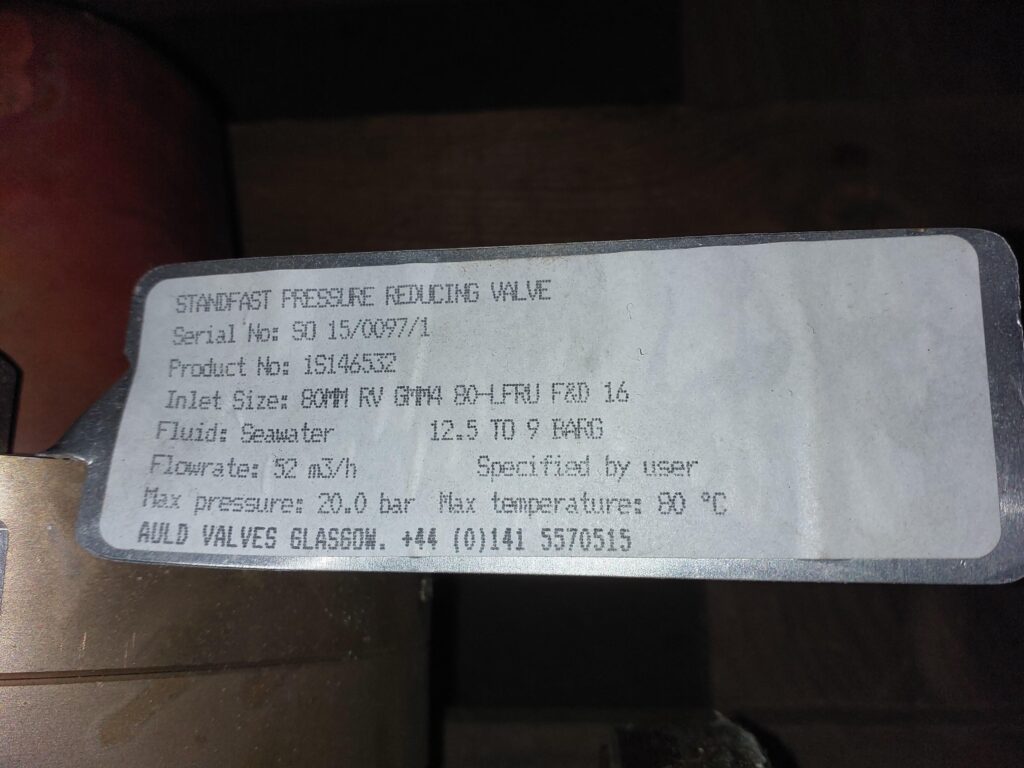 STANDFAST PRESSURE REDUCING VALVE
Serial No: SO 15/0097/1
Product No: 1S146532
Inlet Size: 80MM RV GMM4 80-LFRU F&D 16
Fluid: Seawater 12.5 TO 9 BARG
Flowrate: 52 m3/h Specified by user
Max pressure: 20.0 bar Max temperature: 80 °C
AULD VALVES GLASGOW. +44 (0)141 5570515